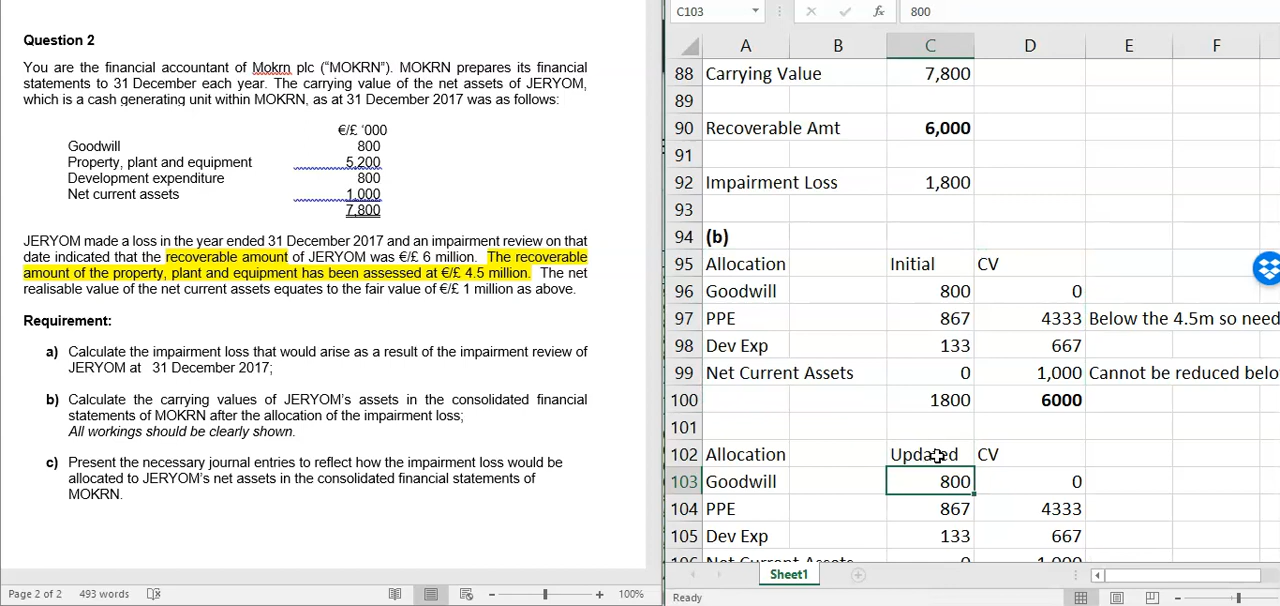 Question 2
You are the financial accountant of Mokrn plc (“MOKRN”). MOKRN prepares its financial
statements to 31 December each year. The carrying value of the net assets of JERYOM,
which is a cash generating unit within MOKRN, as at 31 December 2017 was as follows:
€/£ ‘000
Goodwill 800
Property, plant and equipment 5,200
Development expenditure 800
Net current assets 1,000
7,800
JERYOM made a loss in the year ended 31 December 2017 and an impairment review on that
date indicated that the recoverable amount of JERYOM was €/£ 6 million. The recoverable
amount of the property, plant and equipment has been assessed at €/£ 4.5 million. The net
realisable value of the net current assets equates to the fair value of €/£ 1 million as above.
Requirement:
a) Calculate the impairment loss that would arise as a result of the impairment review of
JERYOM at 31 December 2017;
b) Calculate the carrying values of JERYOM’s assets in the consolidated financial
statements of MOKRN after the allocation of the impairment loss;
All workings should be clearly shown.
c) Present the necessary journal entries to reflect how the impairment loss would be
allocated to JERYOM’s net assets in the consolidated financial statements of
MOKRN.
Page 2 of 2 493 words 100%
C103 fx 800
A B C D E F
88 Carrying Value 7,800
89
90 Recoverable Amt 6,000
91
92 Impairment Loss 1,800
93
94 (b)
95 Allocation Initial CV
96 Goodwill 800 0
97 PPE 867 4333 Below the 4.5m so need
98 Dev Exp 133 667
99 Net Current Assets 0 1,000 Cannot be reduced belo
100 1800 6000
101
102 Allocation Updated CV
103 Goodwill 800 0
104 PPE 867 4333
105 Dev Exp 133 667
106 Net Current Assets 0 1,000
Sheet1
Ready